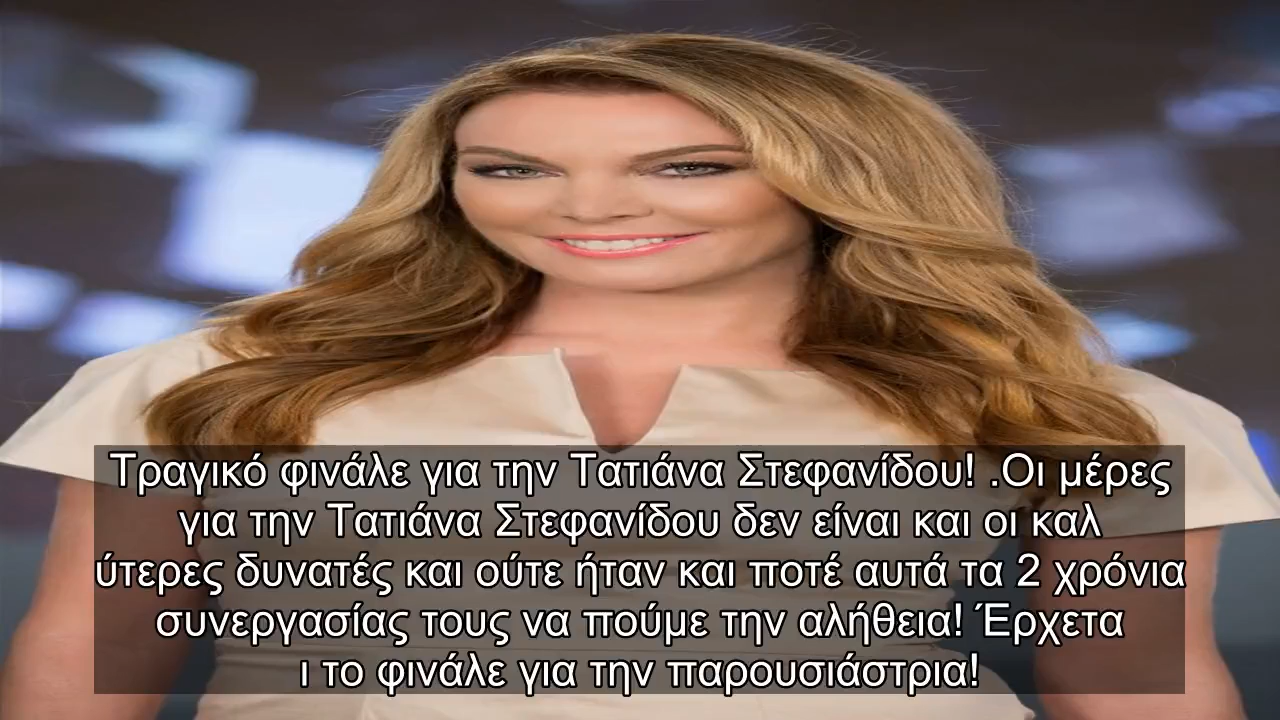 Τραγικό φινάλε για την Τατιάνα Στεφανίδου! .Οι μέρες
για την Τατιάνα Στεφανίδου δεν είναι και οι καλ
ύτερες δυνατές και ούτε ήταν και ποτέ αυτά τα 2 χρόνια
συνεργασίας τους να πούμε την αλήθεια! Έρχετα
ι το φινάλε για την παρουσιάστρια!